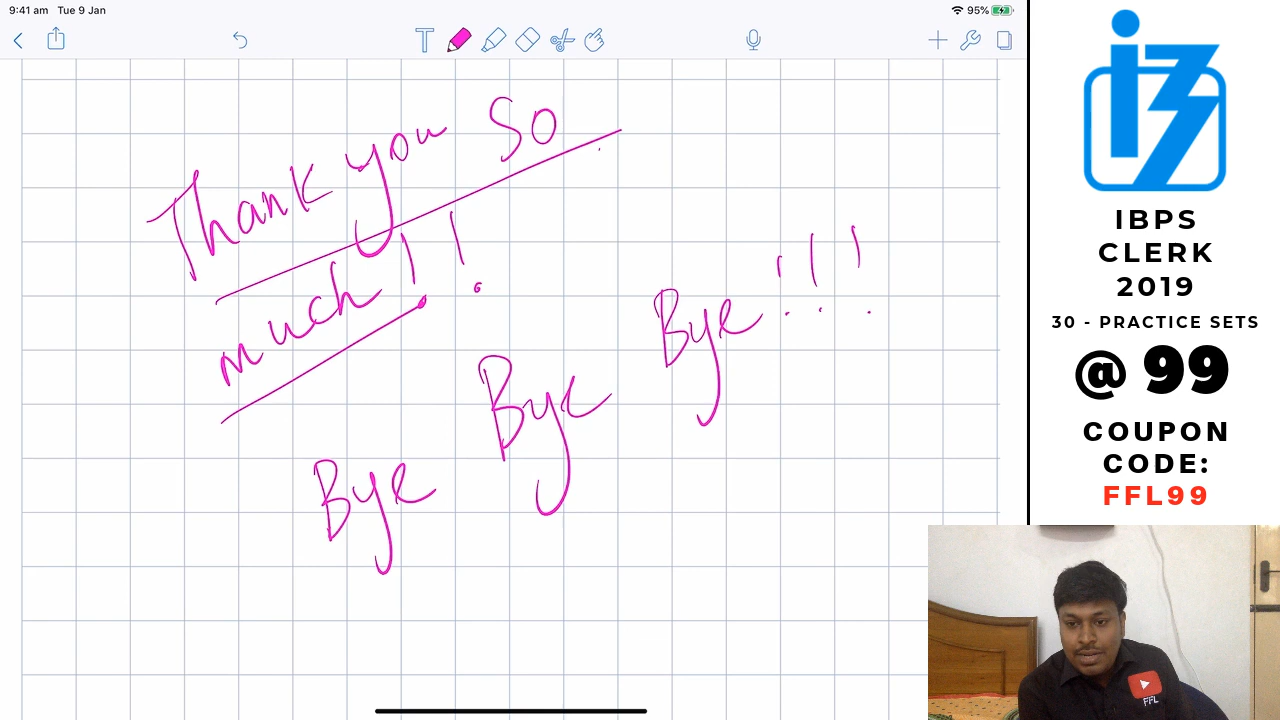 9:41 am Tue 9 Jan
95%
T
Thank you So
much!!
Bye Bye Bye!!!
IBPS
CLERK
2019
30 - PRACTICE SETS
@ 99
COUPON
CODE:
FFL99
FFL